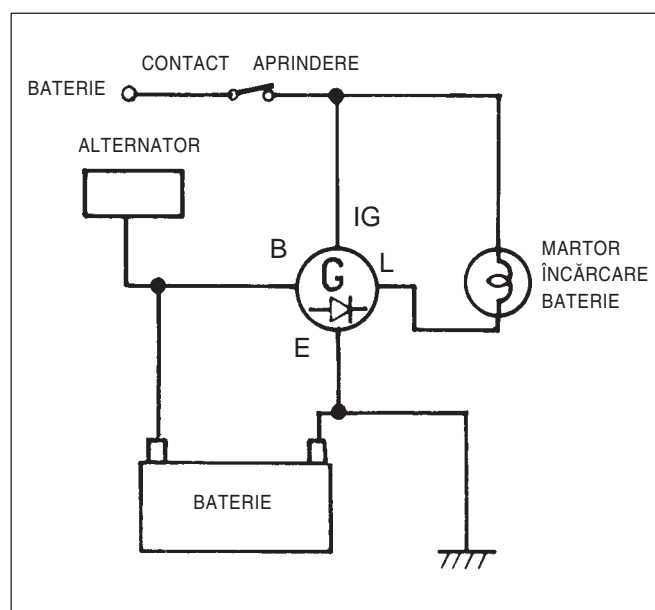 CONTACT APRINDERE
BATERIE
ALTERNATOR
IG
B
G
L
MARTOR
ÎNCĂRCARE
BATERIE
E
BATERIE